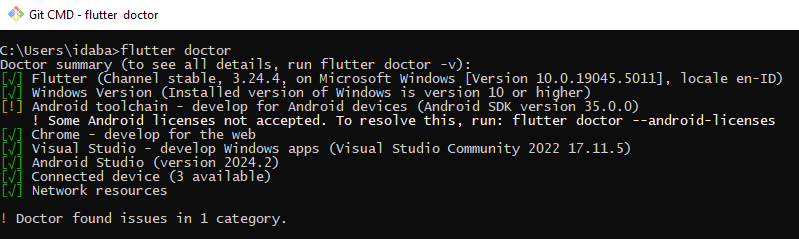 Git CMD - flutter doctor
C:\Users\idaba>flutter doctor
Doctor summary (to see all details, run flutter doctor -v):
[√] Flutter (Channel stable, 3.24.4, on Microsoft Windows [Version 10.0.19045.5011], locale en-ID)
[√] Windows Version (Installed version of Windows is version 10 or higher)
[!] Android toolchain - develop for Android devices (Android SDK version 35.0.0)
! Some Android licenses not accepted. To resolve this, run: flutter doctor --android-licenses
[√] Chrome - develop for the web
[√] Visual Studio - develop Windows apps (Visual Studio Community 2022 17.11.5)
[√] Android Studio (version 2024.2)
[√] Connected device (3 available)
[√] Network resources
! Doctor found issues in 1 category.